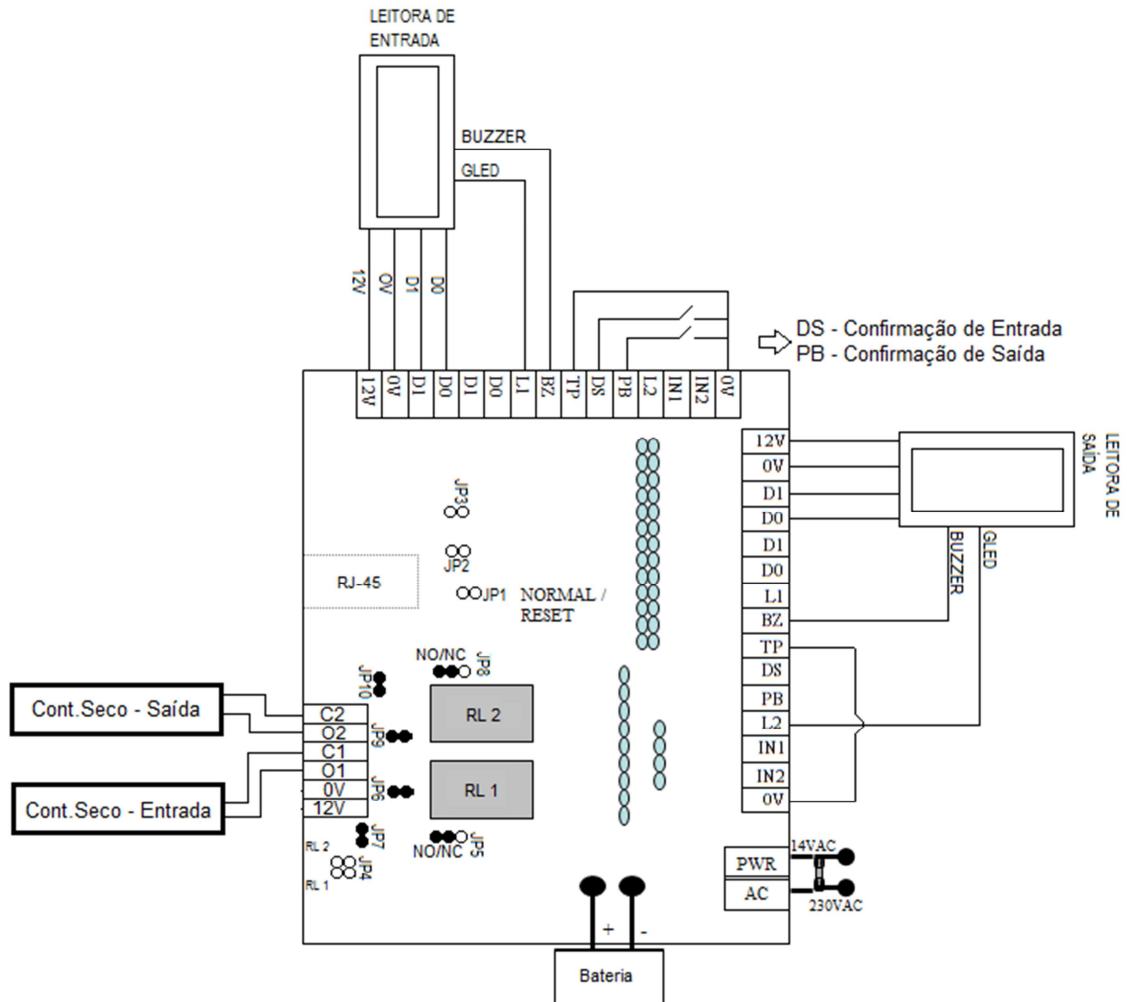 LEITORA DE
ENTRADA
BUZZER
GLED
12V
OV
D1
D0
DS - Confirmação de Entrada
PB - Confirmação de Saída
12V
0V
D1
D0
D1
D0
L1
BZ
TP
DS
PB
L2
IN1
IN2
0V
12V
0V
D1
D0
D1
D0
L1
BZ
TP
DS
PB
L2
IN1
IN2
0V
LEITORA DE
SAÍDA
BUZZER
GLED
JP3
JP2
JP1
NORMAL /
RESET
RJ-45
NO/NC
JP8
JP10
RL 2
Cont.Seco - Saída
C2
O2
C1
O1
0V
12V
JP9
JP6
RL 1
Cont.Seco - Entrada
JP7
NO/NC
JP5
RL 2
JP4
RL 1
PWR
AC
14VAC
230VAC
+
-
Bateria